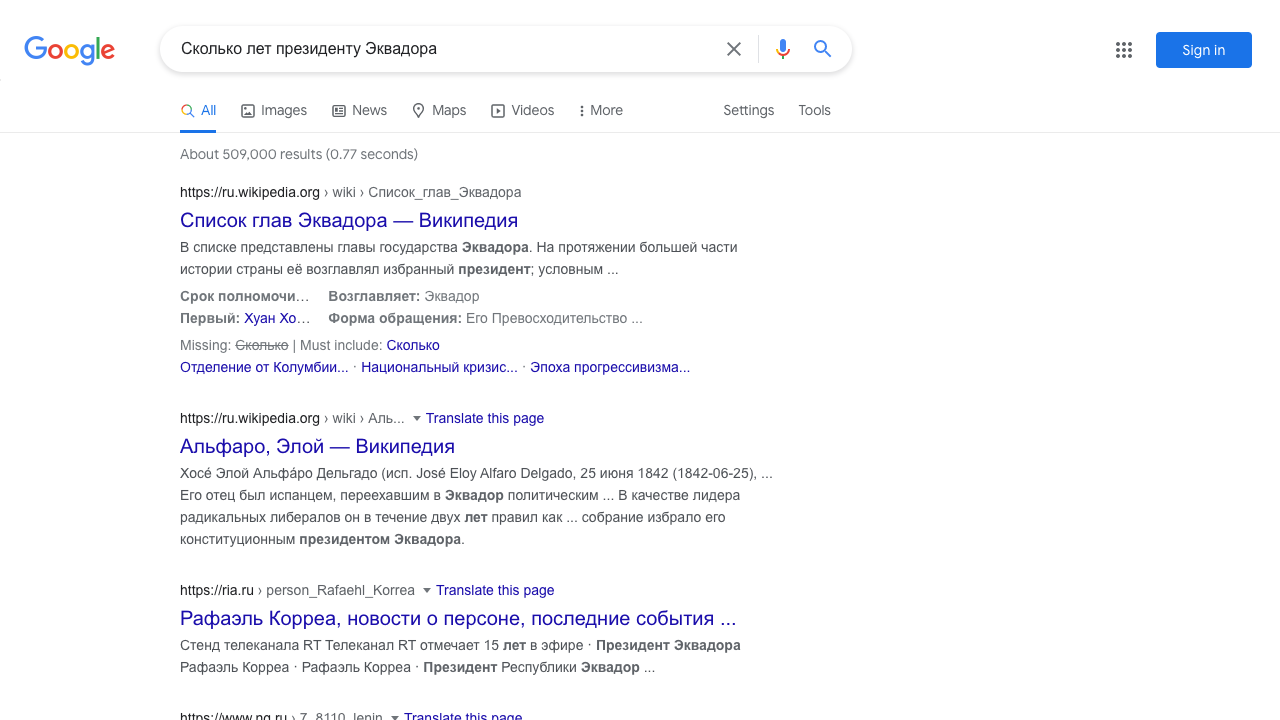 Google
Сколько лет президенту Эквадора
Sign in
All Images News Maps Videos More Settings Tools
About 509,000 results (0.77 seconds)
https://ru.wikipedia.org › wiki › Список_глав_Эквадора
Список глав Эквадора — Википедия
В списке представлены главы государства Эквадора. На протяжении большей части
истории страны её возглавлял избранный президент; условным ...
Срок полномочи... Возглавляет: Эквадор
Первый: Хуан Хо... Форма обращения: Его Превосходительство ...
Missing: Сколько | Must include: Сколько
Отделение от Колумбии... · Национальный кризис... · Эпоха прогрессивизма...
https://ru.wikipedia.org › wiki › Аль... Translate this page
Альфаро, Элой — Википедия
Хосе́ Элой Альфа́ро Дельгадо (исп. José Eloy Alfaro Delgado, 25 июня 1842 (1842-06-25), ...
Его отец был испанцем, переехавшим в Эквадор политическим ... В качестве лидера
радикальных либералов он в течение двух лет правил как ... собрание избрало его
конституционным президентом Эквадора.
https://ria.ru › person_Rafaehl_Korrea Translate this page
Рафаэль Корреа, новости о персоне, последние события ...
Стенд телеканала RT Телеканал RT отмечает 15 лет в эфире · Президент Эквадора
Рафаэль Корреа · Рафаэль Корреа · Президент Республики Эквадор ...
https://www.ng.ru › 7_8110_lenin Translate this page